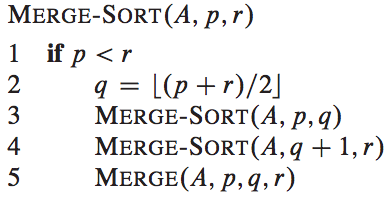 MERGE-SORT(A, p, r)
1 if p < r
2 q = ⌊(p + r)/2⌋
3 MERGE-SORT(A, p, q)
4 MERGE-SORT(A, q + 1, r)
5 MERGE(A, p, q, r)